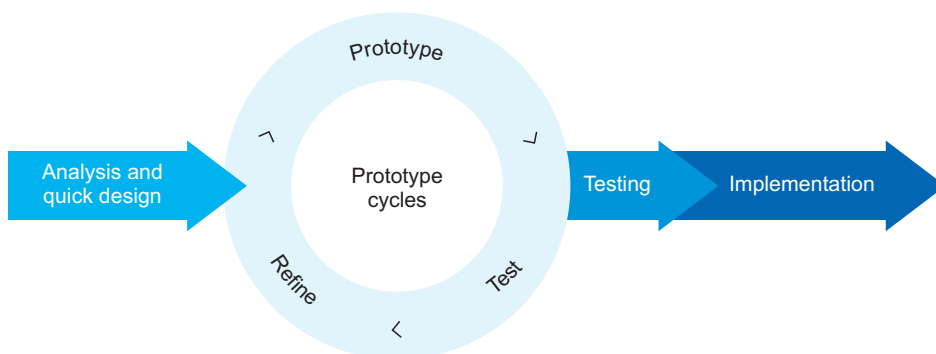 Prototype
Analysis and
quick design
Prototype
cycles
Testing
Implementation
Refine
Test